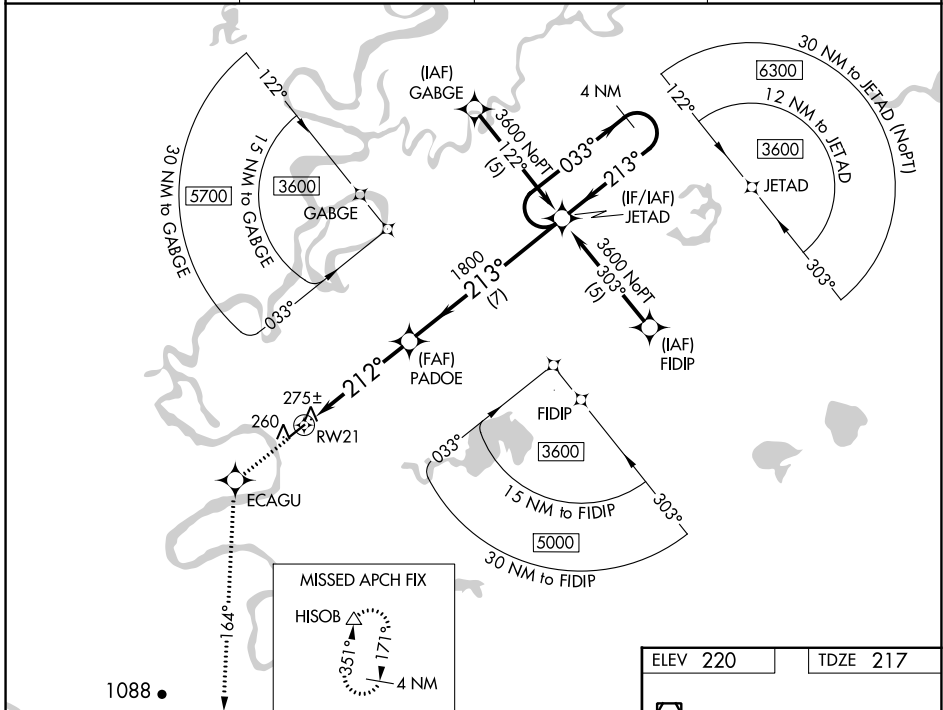 (IAF)
GABGE
4 NM
30 NM to JETAD (NoPT)
6300
12 NM to JETAD
3600
122°
JETAD
303°
122°
15 NM to GABGE
3600
30 NM to GABGE
5700
GABGE
033°
3600 NoPT
122°
(5)
033°
213°
(IF/IAF)
JETAD
3600 NoPT
303°
(5)
(IAF)
FIDIP
1800
213°
(7)
(FAF)
PADOE
212°
275±
260
RW21
ECAGU
FIDIP
033°
3600
15 NM to FIDIP
303°
5000
30 NM to FIDIP
164°
MISSED APCH FIX
HISOB
351°
171°
4 NM
1088
ELEV 220
TDZE 217